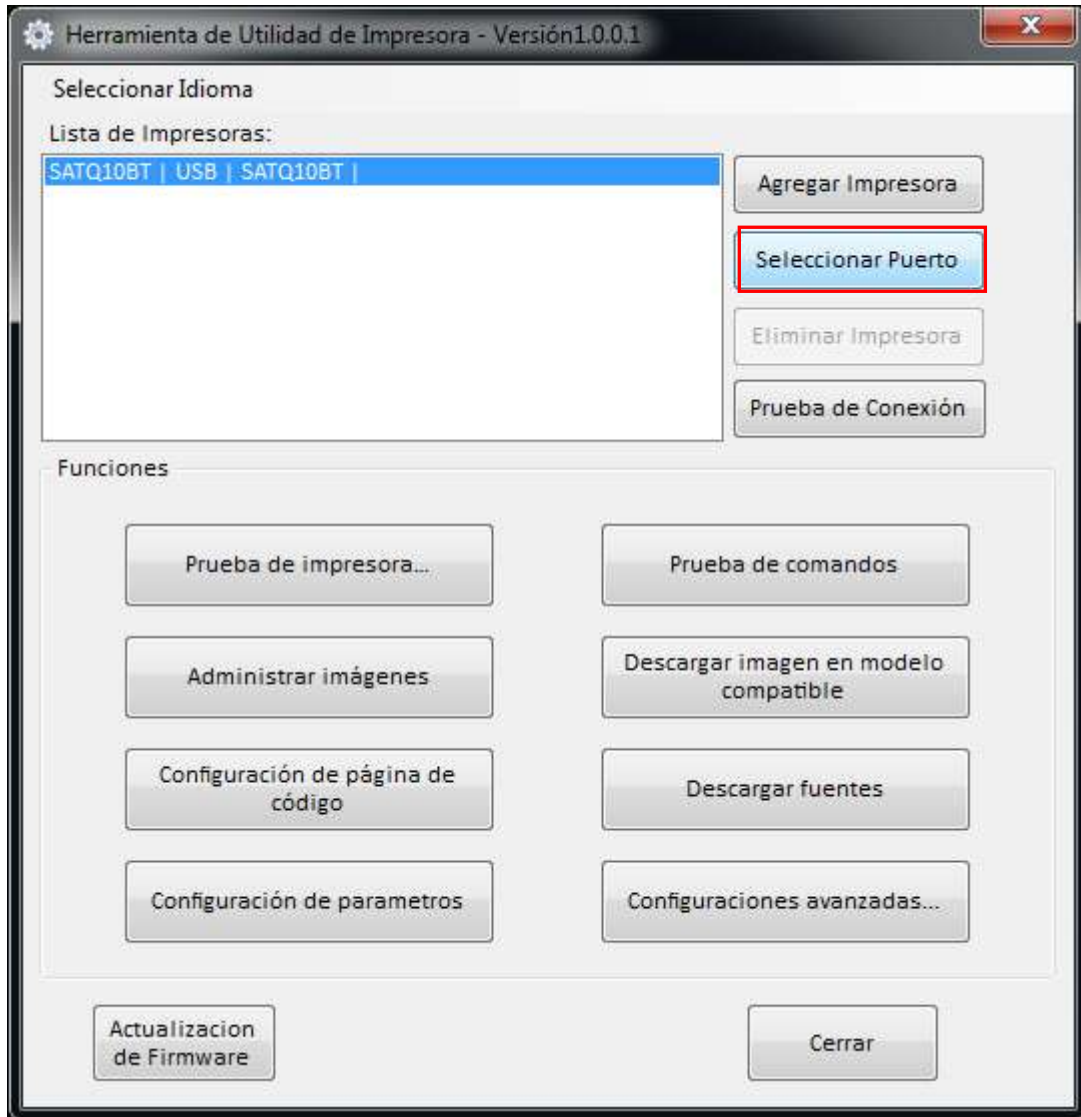 Herramienta de Utilidad de Impresora - Versión1.0.0.1
Seleccionar Idioma
Lista de Impresoras:
SATQ10BT | USB | SATQ10BT |
Agregar Impresora
Seleccionar Puerto
Eliminar Impresora
Prueba de Conexión
Funciones
Prueba de impresora...
Prueba de comandos
Administrar imágenes
Descargar imagen en modelo
compatible
Configuración de página de
código
Descargar fuentes
Configuración de parametros
Configuraciones avanzadas...
Actualizacion
de Firmware
Cerrar